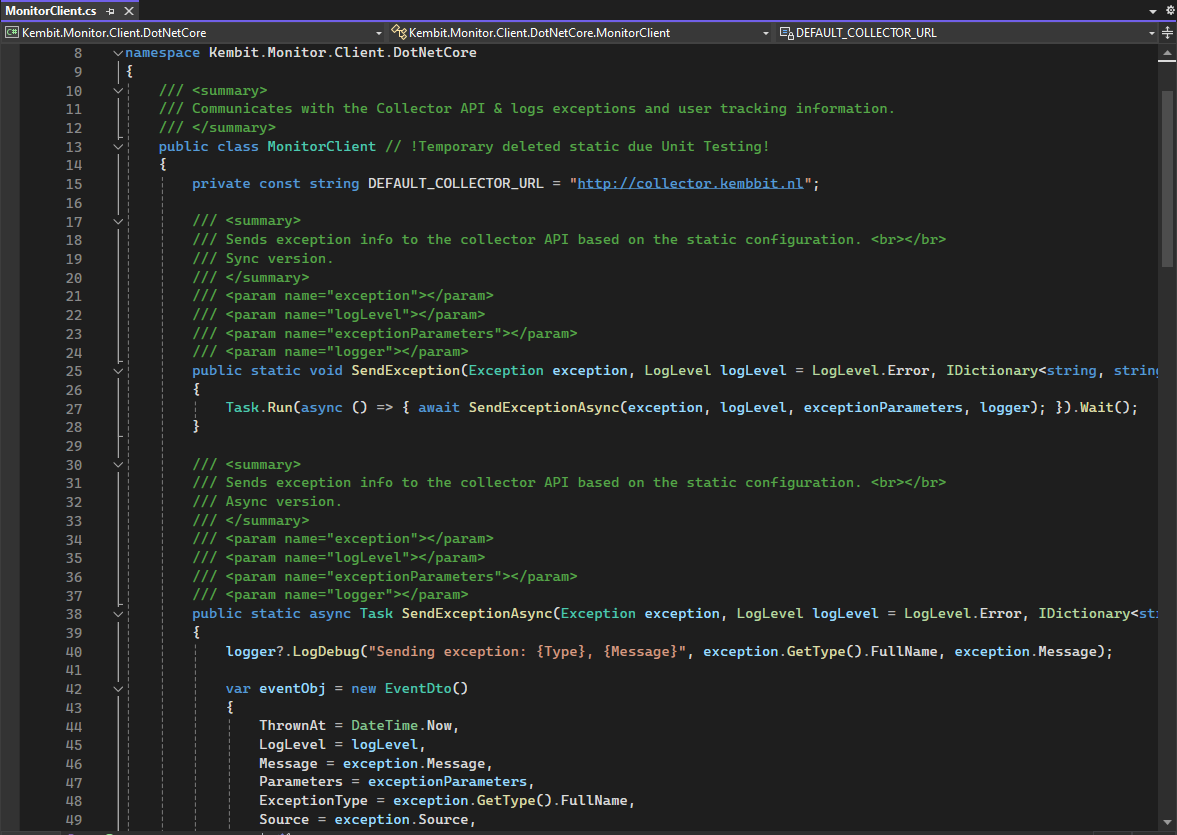 MonitorClient.cs
Kembit.Monitor.Client.DotNetCore
Kembit.Monitor.Client.DotNetCore.MonitorClient
DEFAULT_COLLECTOR_URL
8 namespace Kembit.Monitor.Client.DotNetCore
9 {
10 /// <summary>
11 /// Communicates with the Collector API & logs exceptions and user tracking information.
12 /// </summary>
13 public class MonitorClient // !Temporary deleted static due Unit Testing!
14 {
15 private const string DEFAULT_COLLECTOR_URL = "http://collector.kembbit.nl";
16
17 /// <summary>
18 /// Sends exception info to the collector API based on the static configuration. <br></br>
19 /// Sync version.
20 /// </summary>
21 /// <param name="exception"></param>
22 /// <param name="logLevel"></param>
23 /// <param name="exceptionParameters"></param>
24 /// <param name="logger"></param>
25 public static void SendException(Exception exception, LogLevel logLevel = LogLevel.Error, IDictionary<string, string
26 {
27 Task.Run(async () => { await SendExceptionAsync(exception, logLevel, exceptionParameters, logger); }).Wait();
28 }
29
30 /// <summary>
31 /// Sends exception info to the collector API based on the static configuration. <br></br>
32 /// Async version.
33 /// </summary>
34 /// <param name="exception"></param>
35 /// <param name="logLevel"></param>
36 /// <param name="exceptionParameters"></param>
37 /// <param name="logger"></param>
38 public static async Task SendExceptionAsync(Exception exception, LogLevel logLevel = LogLevel.Error, IDictionary<st
39 {
40 logger?.LogDebug("Sending exception: {Type}, {Message}", exception.GetType().FullName, exception.Message);
41
42 var eventObj = new EventDto()
43 {
44 ThrownAt = DateTime.Now,
45 LogLevel = logLevel,
46 Message = exception.Message,
47 Parameters = exceptionParameters,
48 ExceptionType = exception.GetType().FullName,
49 Source = exception.Source,